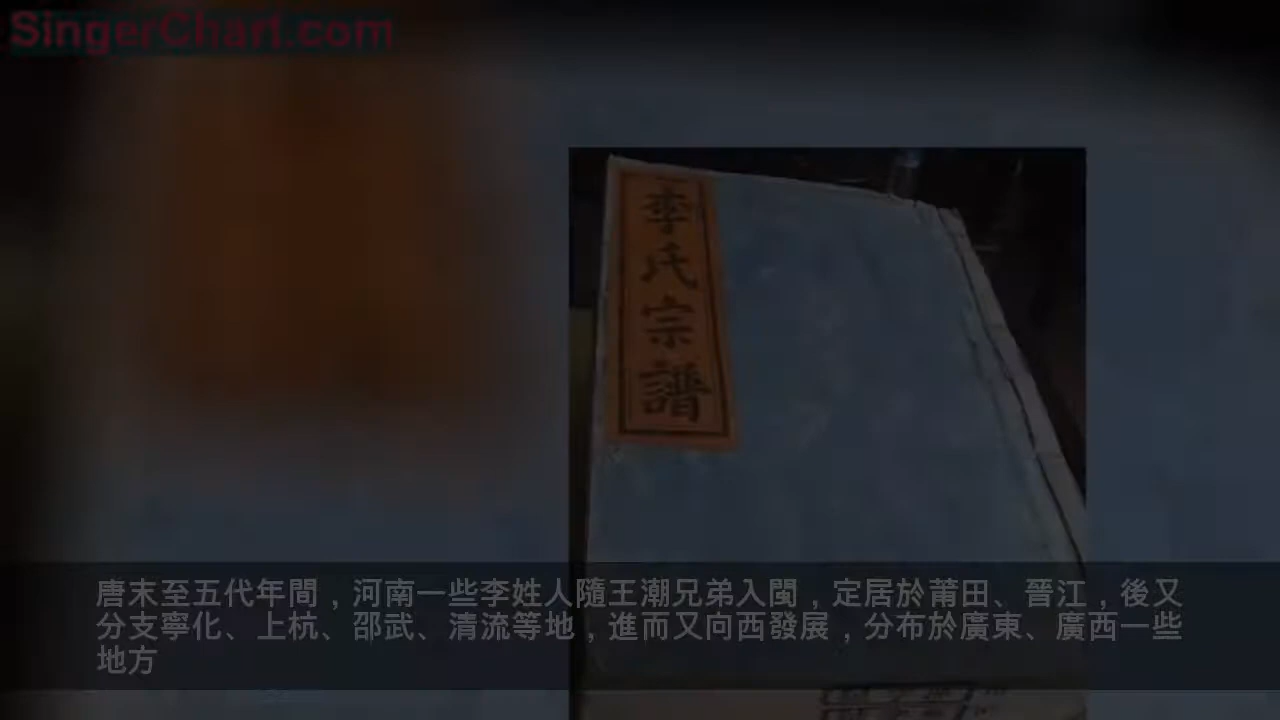 SingerChart.com
李氏宗譜
唐末至五代年間，河南一些李姓人隨王潮兄弟入閩，定居於莆田、晉江，後又
分支寧化、上杭、邵武、清流等地，進而又向西發展，分布於廣東、廣西一些
地方